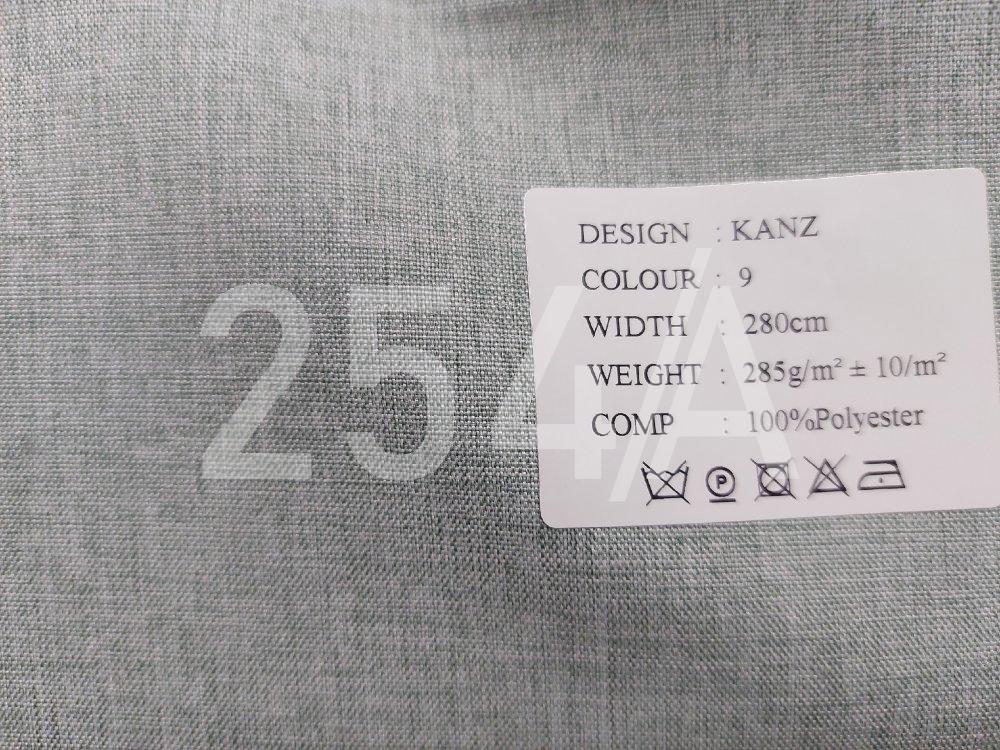 DESIGN : KANZ
COLOUR : 9
WIDTH : 280cm
WEIGHT : 285g/m² ± 10/m²
COMP : 100%Polyester
P
254/A